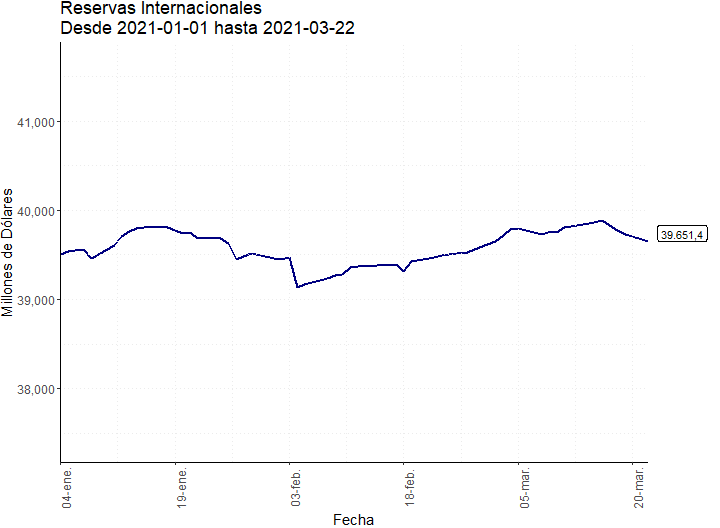 Reservas Internacionales
Desde 2021-01-01 hasta 2021-03-22
Millones de Dólares
41,000
40,000
39,000
38,000
39.651,4
04-ene.
19-ene.
03-feb.
18-feb.
05-mar.
20-mar.
Fecha